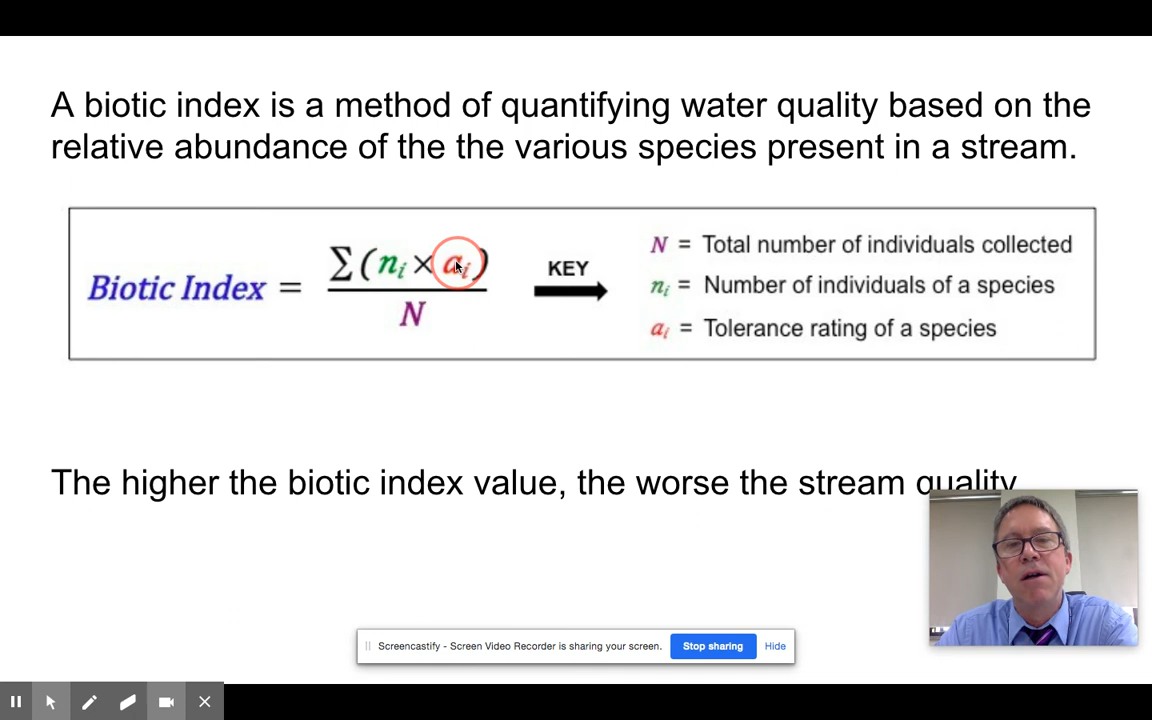 A biotic index is a method of quantifying water quality based on the
relative abundance of the the various species present in a stream.
Biotic Index = ∑(nᵢ × aᵢ) / N
KEY
N = Total number of individuals collected
nᵢ = Number of individuals of a species
aᵢ = Tolerance rating of a species
The higher the biotic index value, the worse the stream quality
Screencastify - Screen Video Recorder is sharing your screen. Stop sharing Hide